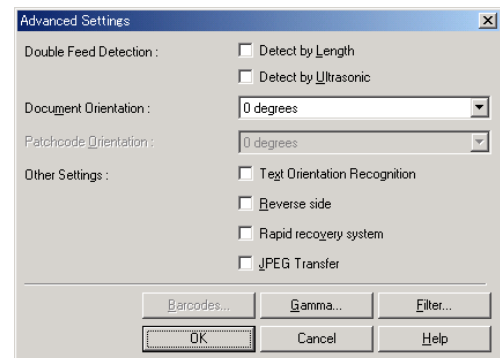 Advanced Settings
Double Feed Detection : Detect by Length
Detect by Ultrasonic
Document Orientation : 0 degrees
Patchcode Orientation : 0 degrees
Other Settings : Text Orientation Recognition
Reverse side
Rapid recovery system
JPEG Transfer
Barcodes... Gamma... Filter...
OK Cancel Help